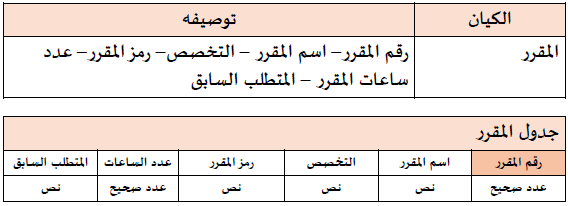 الكيان توصيفه
المقرر رقم المقرر– اسم المقرر – التخصص– رمز المقرر– عدد
ساعات المقرر – المتطلب السابق
جدول المقرر
رقم المقرر اسم المقرر التخصص رمز المقرر عدد الساعات المتطلب السابق
عدد صحيح نص نص نص عدد صحيح نص